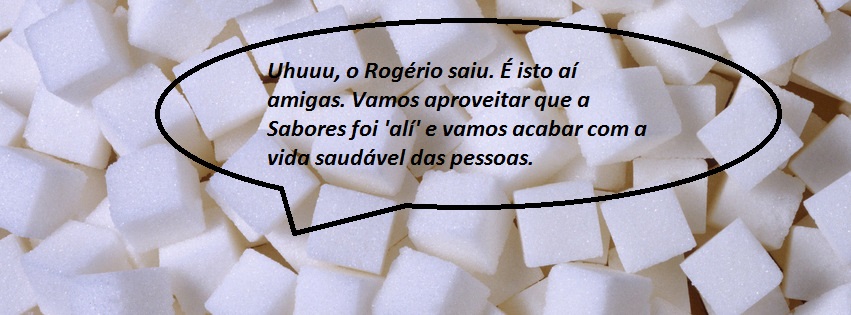 Uhuuu, o Rogério saiu. É isto aí
amigas. Vamos aproveitar que a
Sabores foi 'alí' e vamos acabar com a
vida saudável das pessoas.